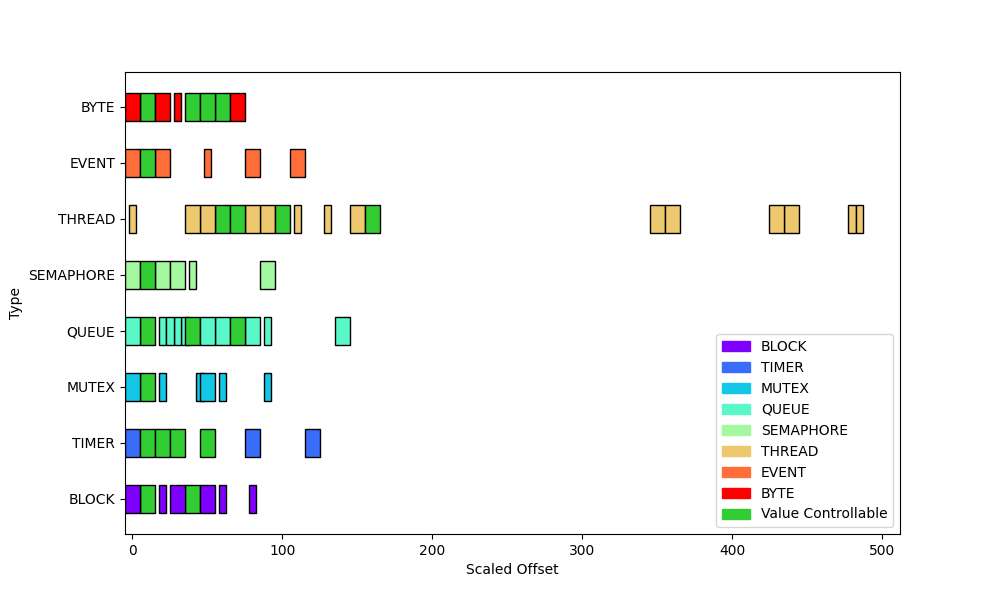 BYTE
EVENT
THREAD
SEMAPHORE
QUEUE
MUTEX
TIMER
BLOCK
Type
0 100 200 300 400 500
Scaled Offset
BLOCK
TIMER
MUTEX
QUEUE
SEMAPHORE
THREAD
EVENT
BYTE
Value Controllable